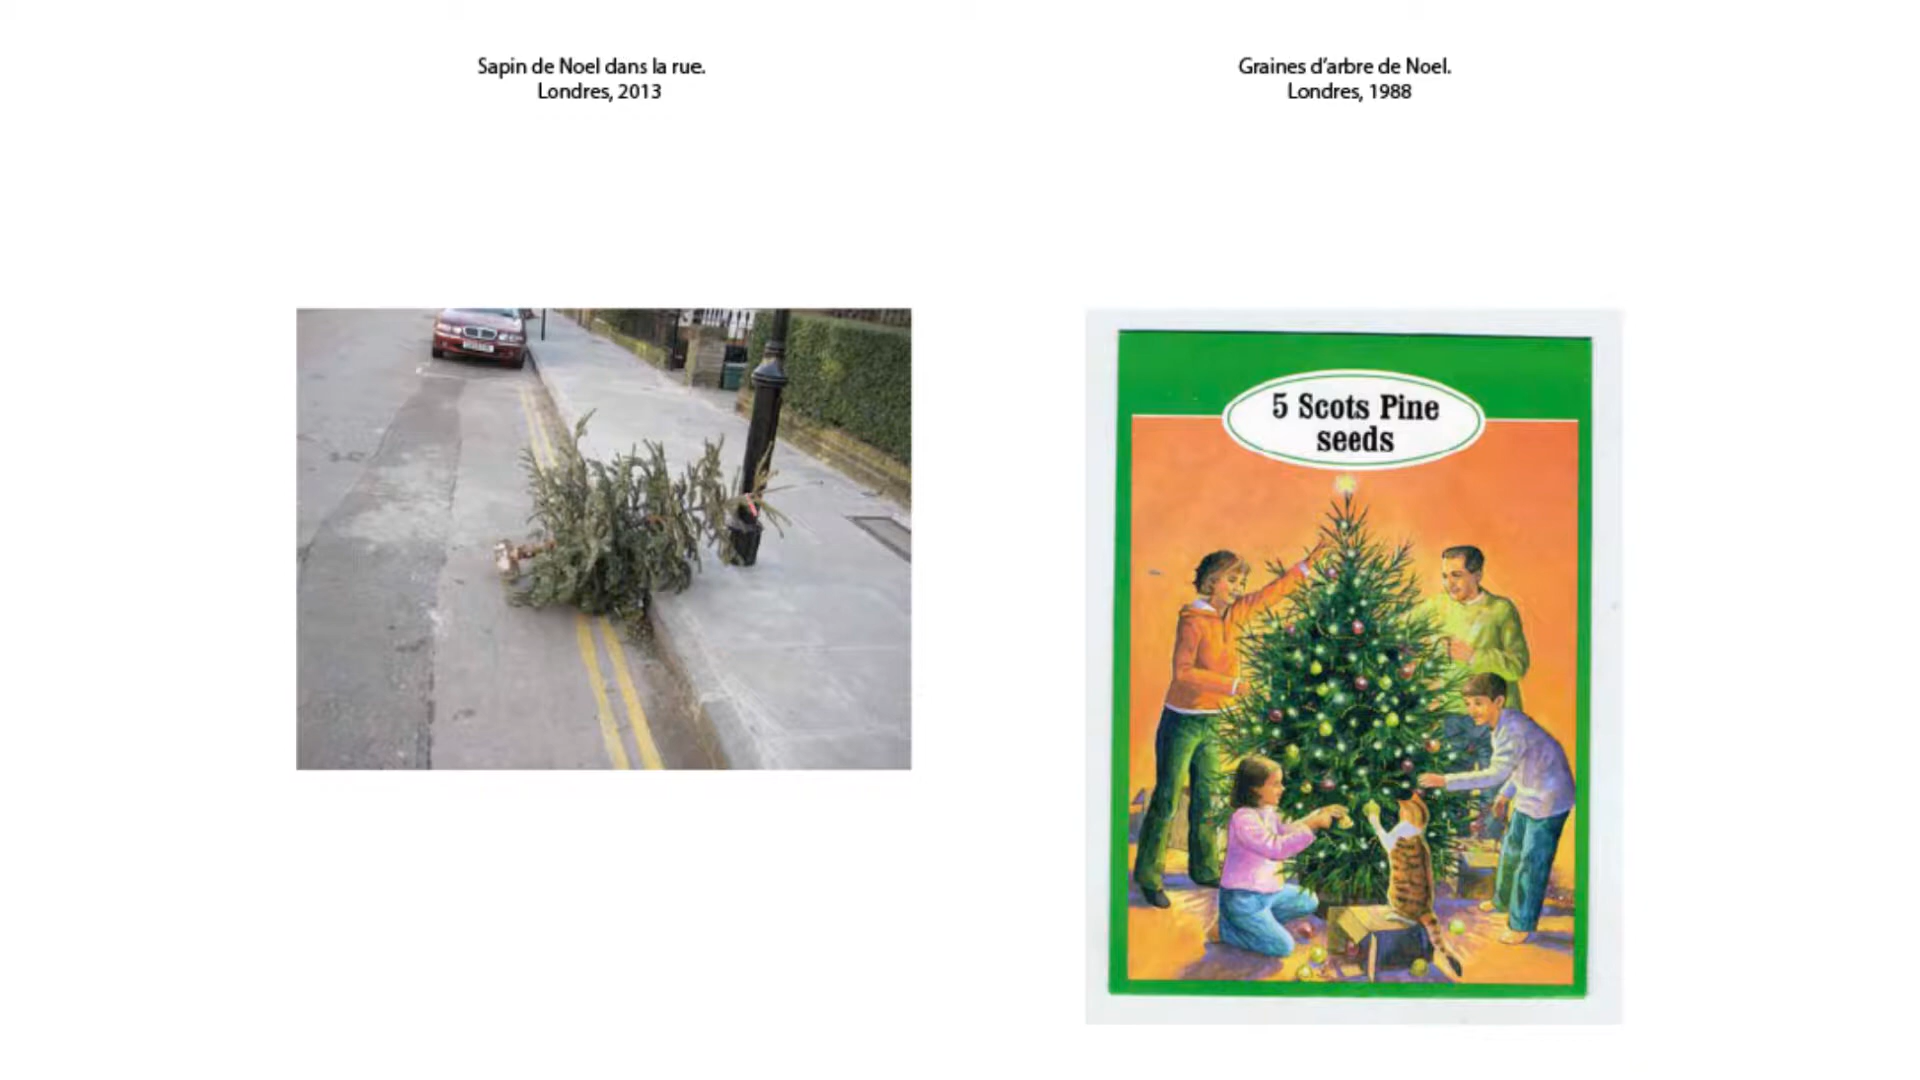 Sapin de Noel dans la rue.
Londres, 2013
Graines d'arbre de Noel.
Londres, 1988
5 Scots Pine
seeds